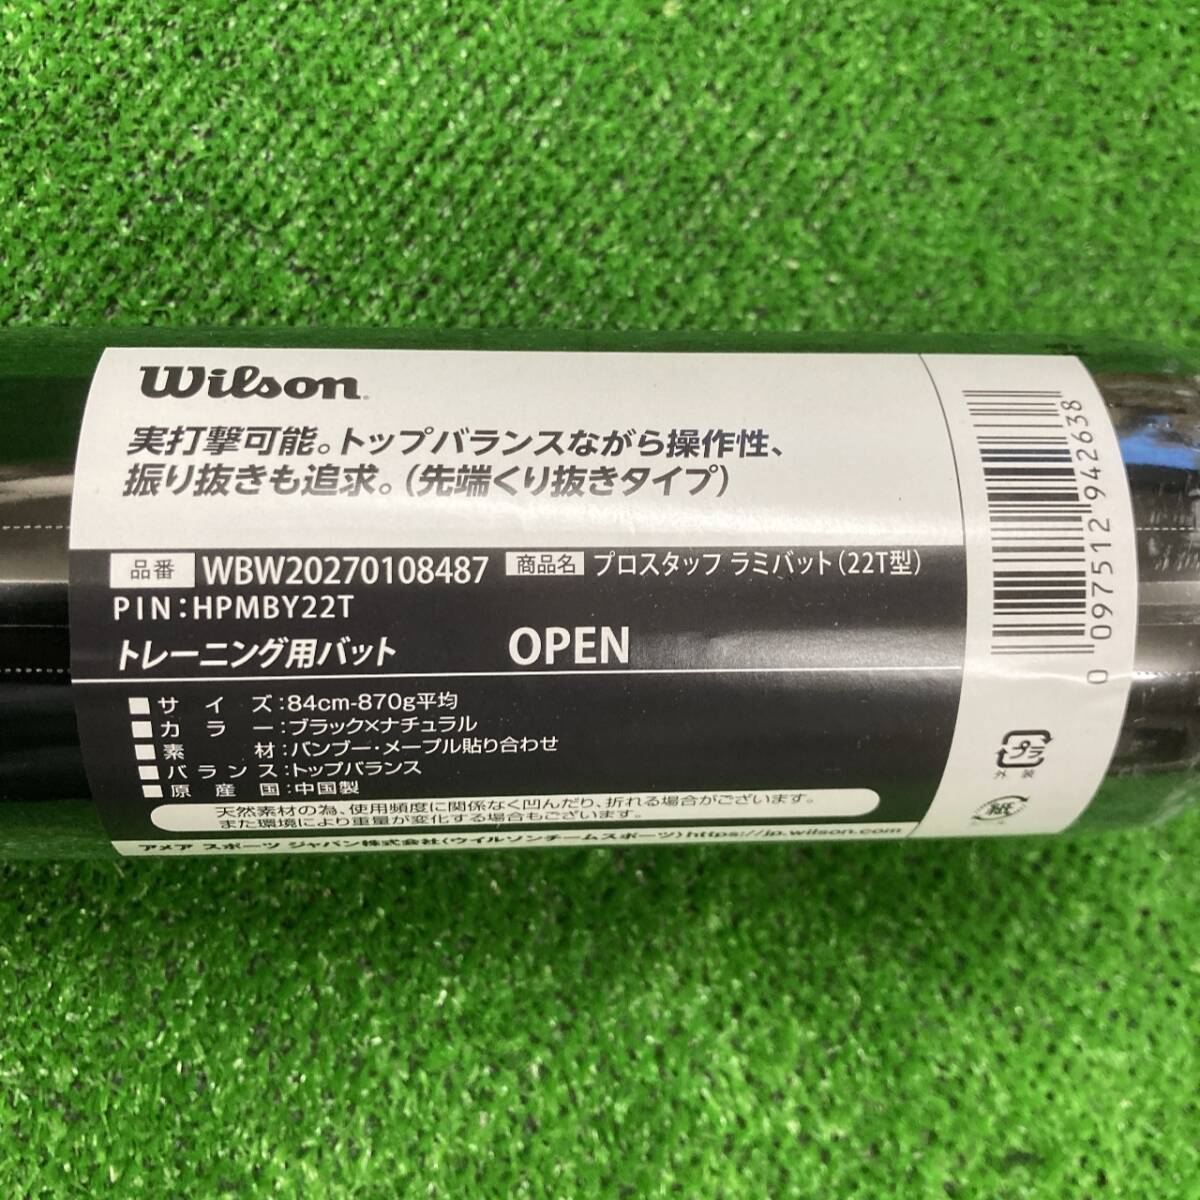 Wilson
実打撃可能。トップバランスながら操作性、
振り抜きも追求。(先端くり抜きタイプ)
品番 WBW20270108487 商品名 プロスタッフ ラミバット(22T型)
PIN:HPMBY22T
トレーニング用バット OPEN
■サイズ:84cm-870g平均
■カラー:ブラック×ナチュラル
■素材:バンブー・メープル貼り合わせ
■バランス:トップバランス
■原産国:中国製
天然素材の為、使用頻度に関係なく凹んだり、折れる場合がございます。
また環境により重量が変化する場合もございます。
アメア スポーツ ジャパン株式会社(ウイルソンチームスポーツ)https://jp.wilson.com
0 097512 942638
プラ
外装
紙